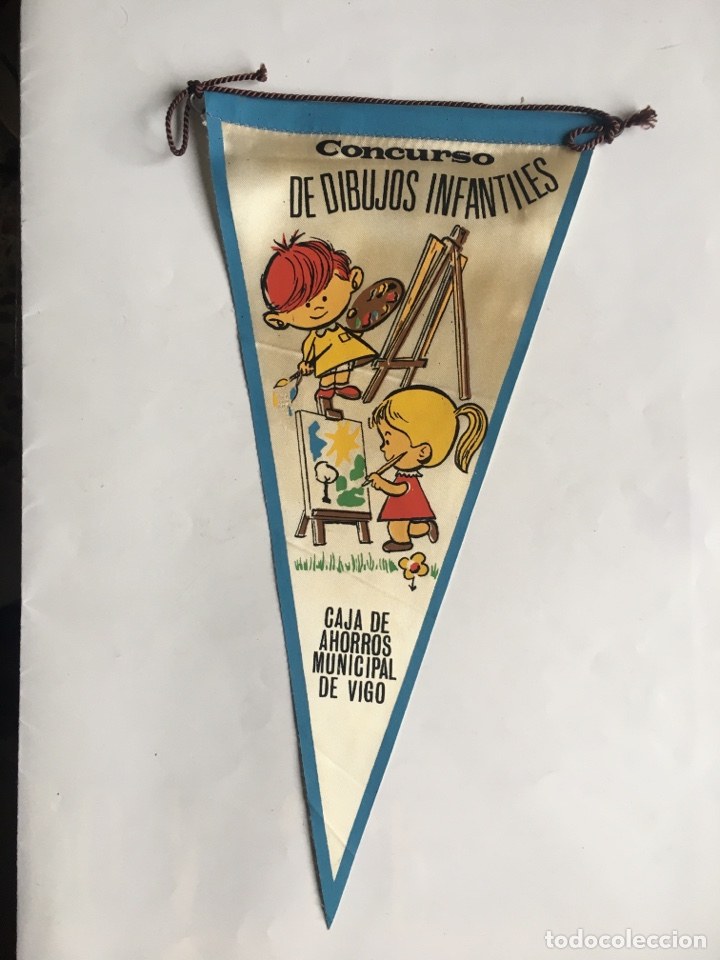 Concurso
DE DIBUJOS INFANTILES
CAJA DE
AHORROS
MUNICIPAL
DE VIGO
todocoleccion